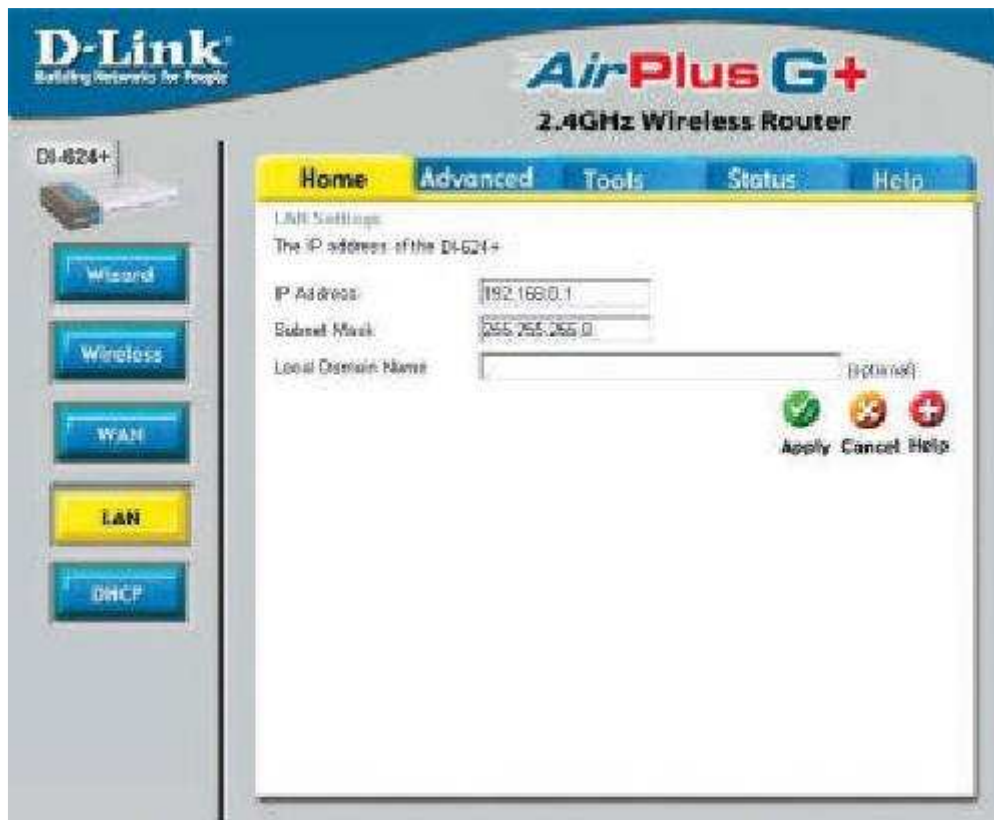 D-Link
Building Networks for People
AirPlus G+
2.4GHz Wireless Router
DI-624+
Home Advanced Tools Status Help
LAN Settings
The IP address of the DI-624+
Wizard
IP Address 192.168.0.1
Subnet Mask 255.255.255.0
Wireless
Local Domain Name (optional)
Apply Cancel Help
WAN
LAN
DHCP